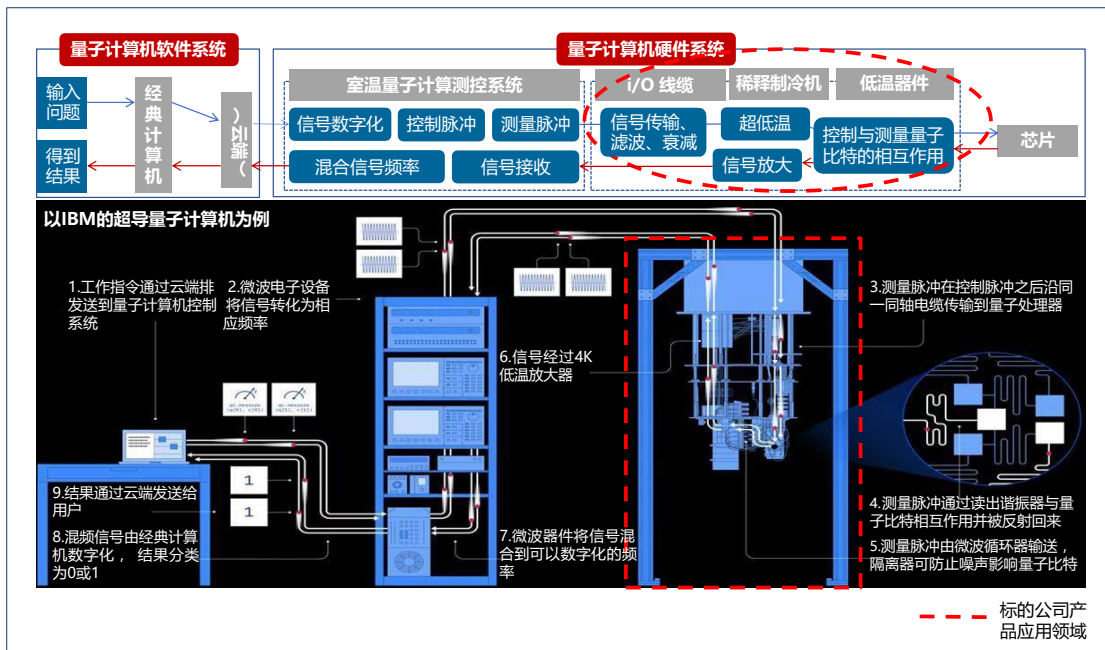 量子计算机软件系统
量子计算机硬件系统
输入
问题
得到
结果
经典计算机
（云端）
室温量子计算测控系统
i/O 线缆
稀释制冷机
低温器件
信号数字化
控制脉冲
测量脉冲
信号传输、
滤波、衰减
超低温
控制与测量量子
比特的相互作用
芯片
混合信号频率
信号接收
信号放大
以IBM的超导量子计算机为例
1.工作指令通过云端排
发送到量子计算机控制
系统
2.微波电子设备
将信号转化为相
应频率
3.测量脉冲在控制脉冲之后沿同
一同轴电缆传输到量子处理器
6.信号经过4K
低温放大器
9.结果通过云端发送给
用户
1
1
8.混频信号由经典计算
机数字化， 结果分类
为0或1
7.微波器件将信号混
合到可以数字化的频
率
4.测量脉冲通过读出谐振器与量
子比特相互作用并被反射回来
5.测量脉冲由微波循环器输送，
隔离器可防止噪声影响量子比特
标的公司产
品应用领域